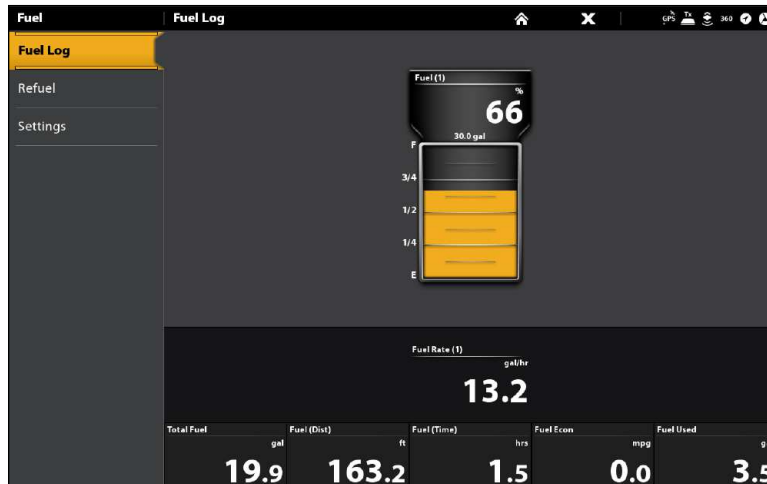 Fuel
Fuel Log
GPS Tx 360
Fuel Log
Refuel
Settings
Fuel (1)
%
66
30.0 gal
F
3/4
1/2
1/4
E
Fuel Rate (1)
gal/hr
13.2
Total Fuel
gal
19.9
Fuel (Dist)
ft
163.2
Fuel (Time)
hrs
1.5
Fuel Econ
mpg
0.0
Fuel Used
g
3.5